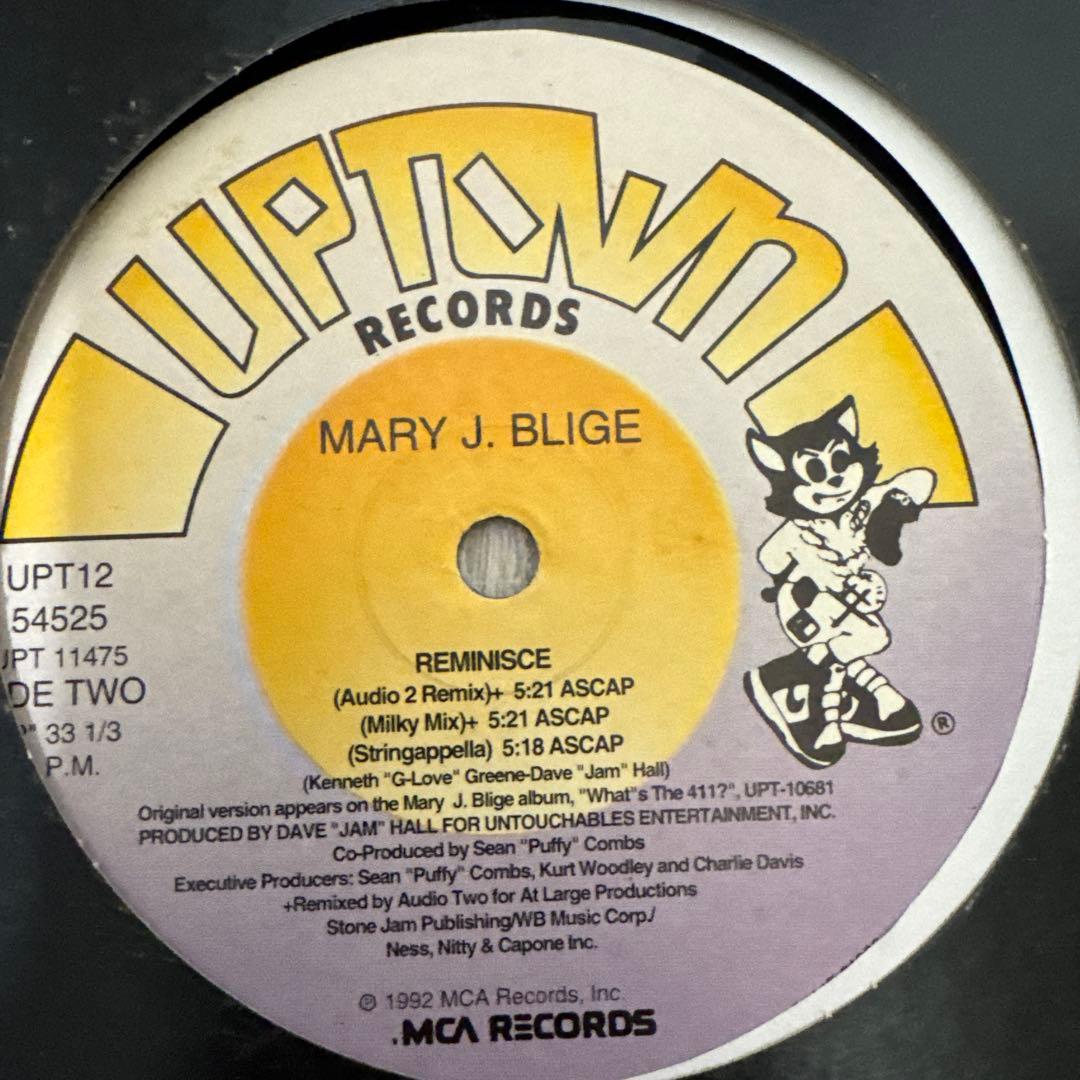 UPTOWN
RECORDS
MARY J. BLIGE
UPT12
54525
UPT 11475
DE TWO
" 33 1/3
P.M.
REMINISCE
(Audio 2 Remix)+ 5:21 ASCAP
(Milky Mix)+ 5:21 ASCAP
(Stringappella) 5:18 ASCAP
(Kenneth "G-Love" Greene-Dave "Jam" Hall)
Original version appears on the Mary J. Blige album, "What"s The 411?", UPT-10681
PRODUCED BY DAVE "JAM" HALL FOR UNTOUCHABLES ENTERTAINMENT, INC.
Co-Produced by Sean "Puffy" Combs
Executive Producers: Sean "Puffy" Combs, Kurt Woodley and Charlie Davis
+Remixed by Audio Two for At Large Productions
Stone Jam Publishing/WB Music Corp./
Ness, Nitty & Capone Inc.
®
℗ 1992 MCA Records, Inc.
.MCA RECORDS